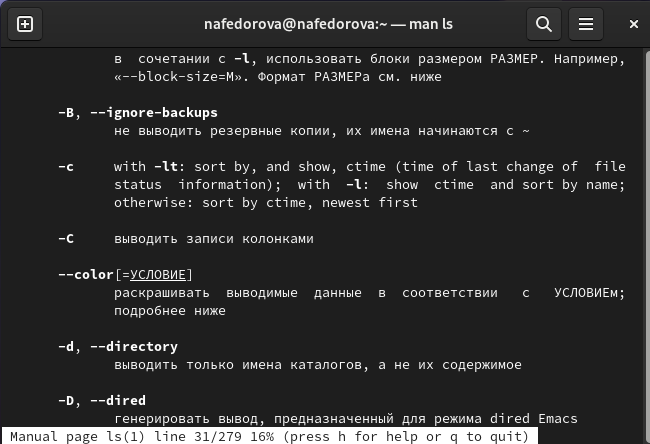 nafedorova@nafedorova:~ — man ls
в сочетании с -l, использовать блоки размером РАЗМЕР. Например,
«--block-size=M». Формат РАЗМЕРа см. ниже
-B, --ignore-backups
не выводить резервные копии, их имена начинаются с ~
-c with -lt: sort by, and show, ctime (time of last change of file
status information); with -l: show ctime and sort by name;
otherwise: sort by ctime, newest first
-C выводить записи колонками
--color[=УСЛОВИЕ]
раскрашивать выводимые данные в соответствии с УСЛОВИЕм;
подробнее ниже
-d, --directory
выводить только имена каталогов, а не их содержимое
-D, --dired
генерировать вывод, предназначенный для режима dired Emacs
Manual page ls(1) line 31/279 16% (press h for help or q to quit)